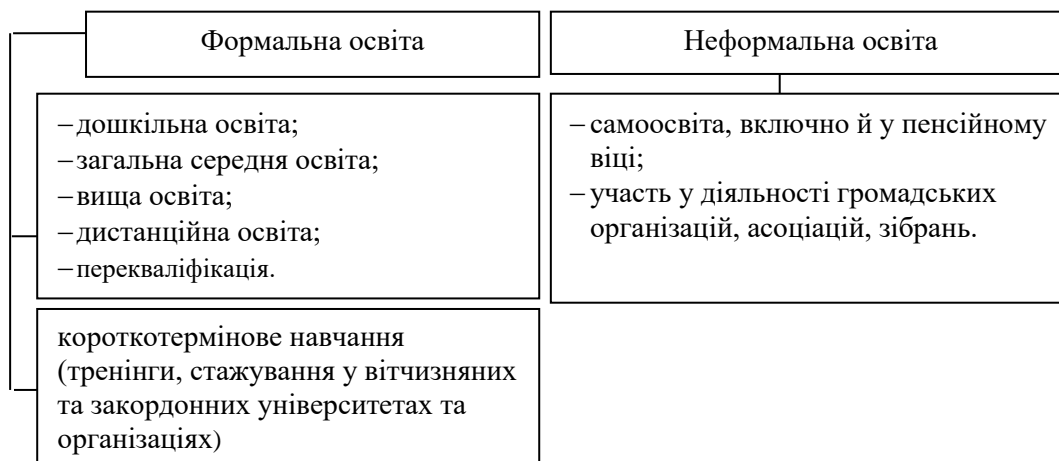 Формальна освіта
Неформальна освіта
–дошкільна освіта;
–загальна середня освіта;
–вища освіта;
–дистанційна освіта;
–перекваліфікація.
– самоосвіта, включно й у пенсійному
віці;
– участь у діяльності громадських
організацій, асоціацій, зібрань.
короткотермінове навчання
(тренінги, стажування у вітчизняних
та закордонних університетах та
організаціях)